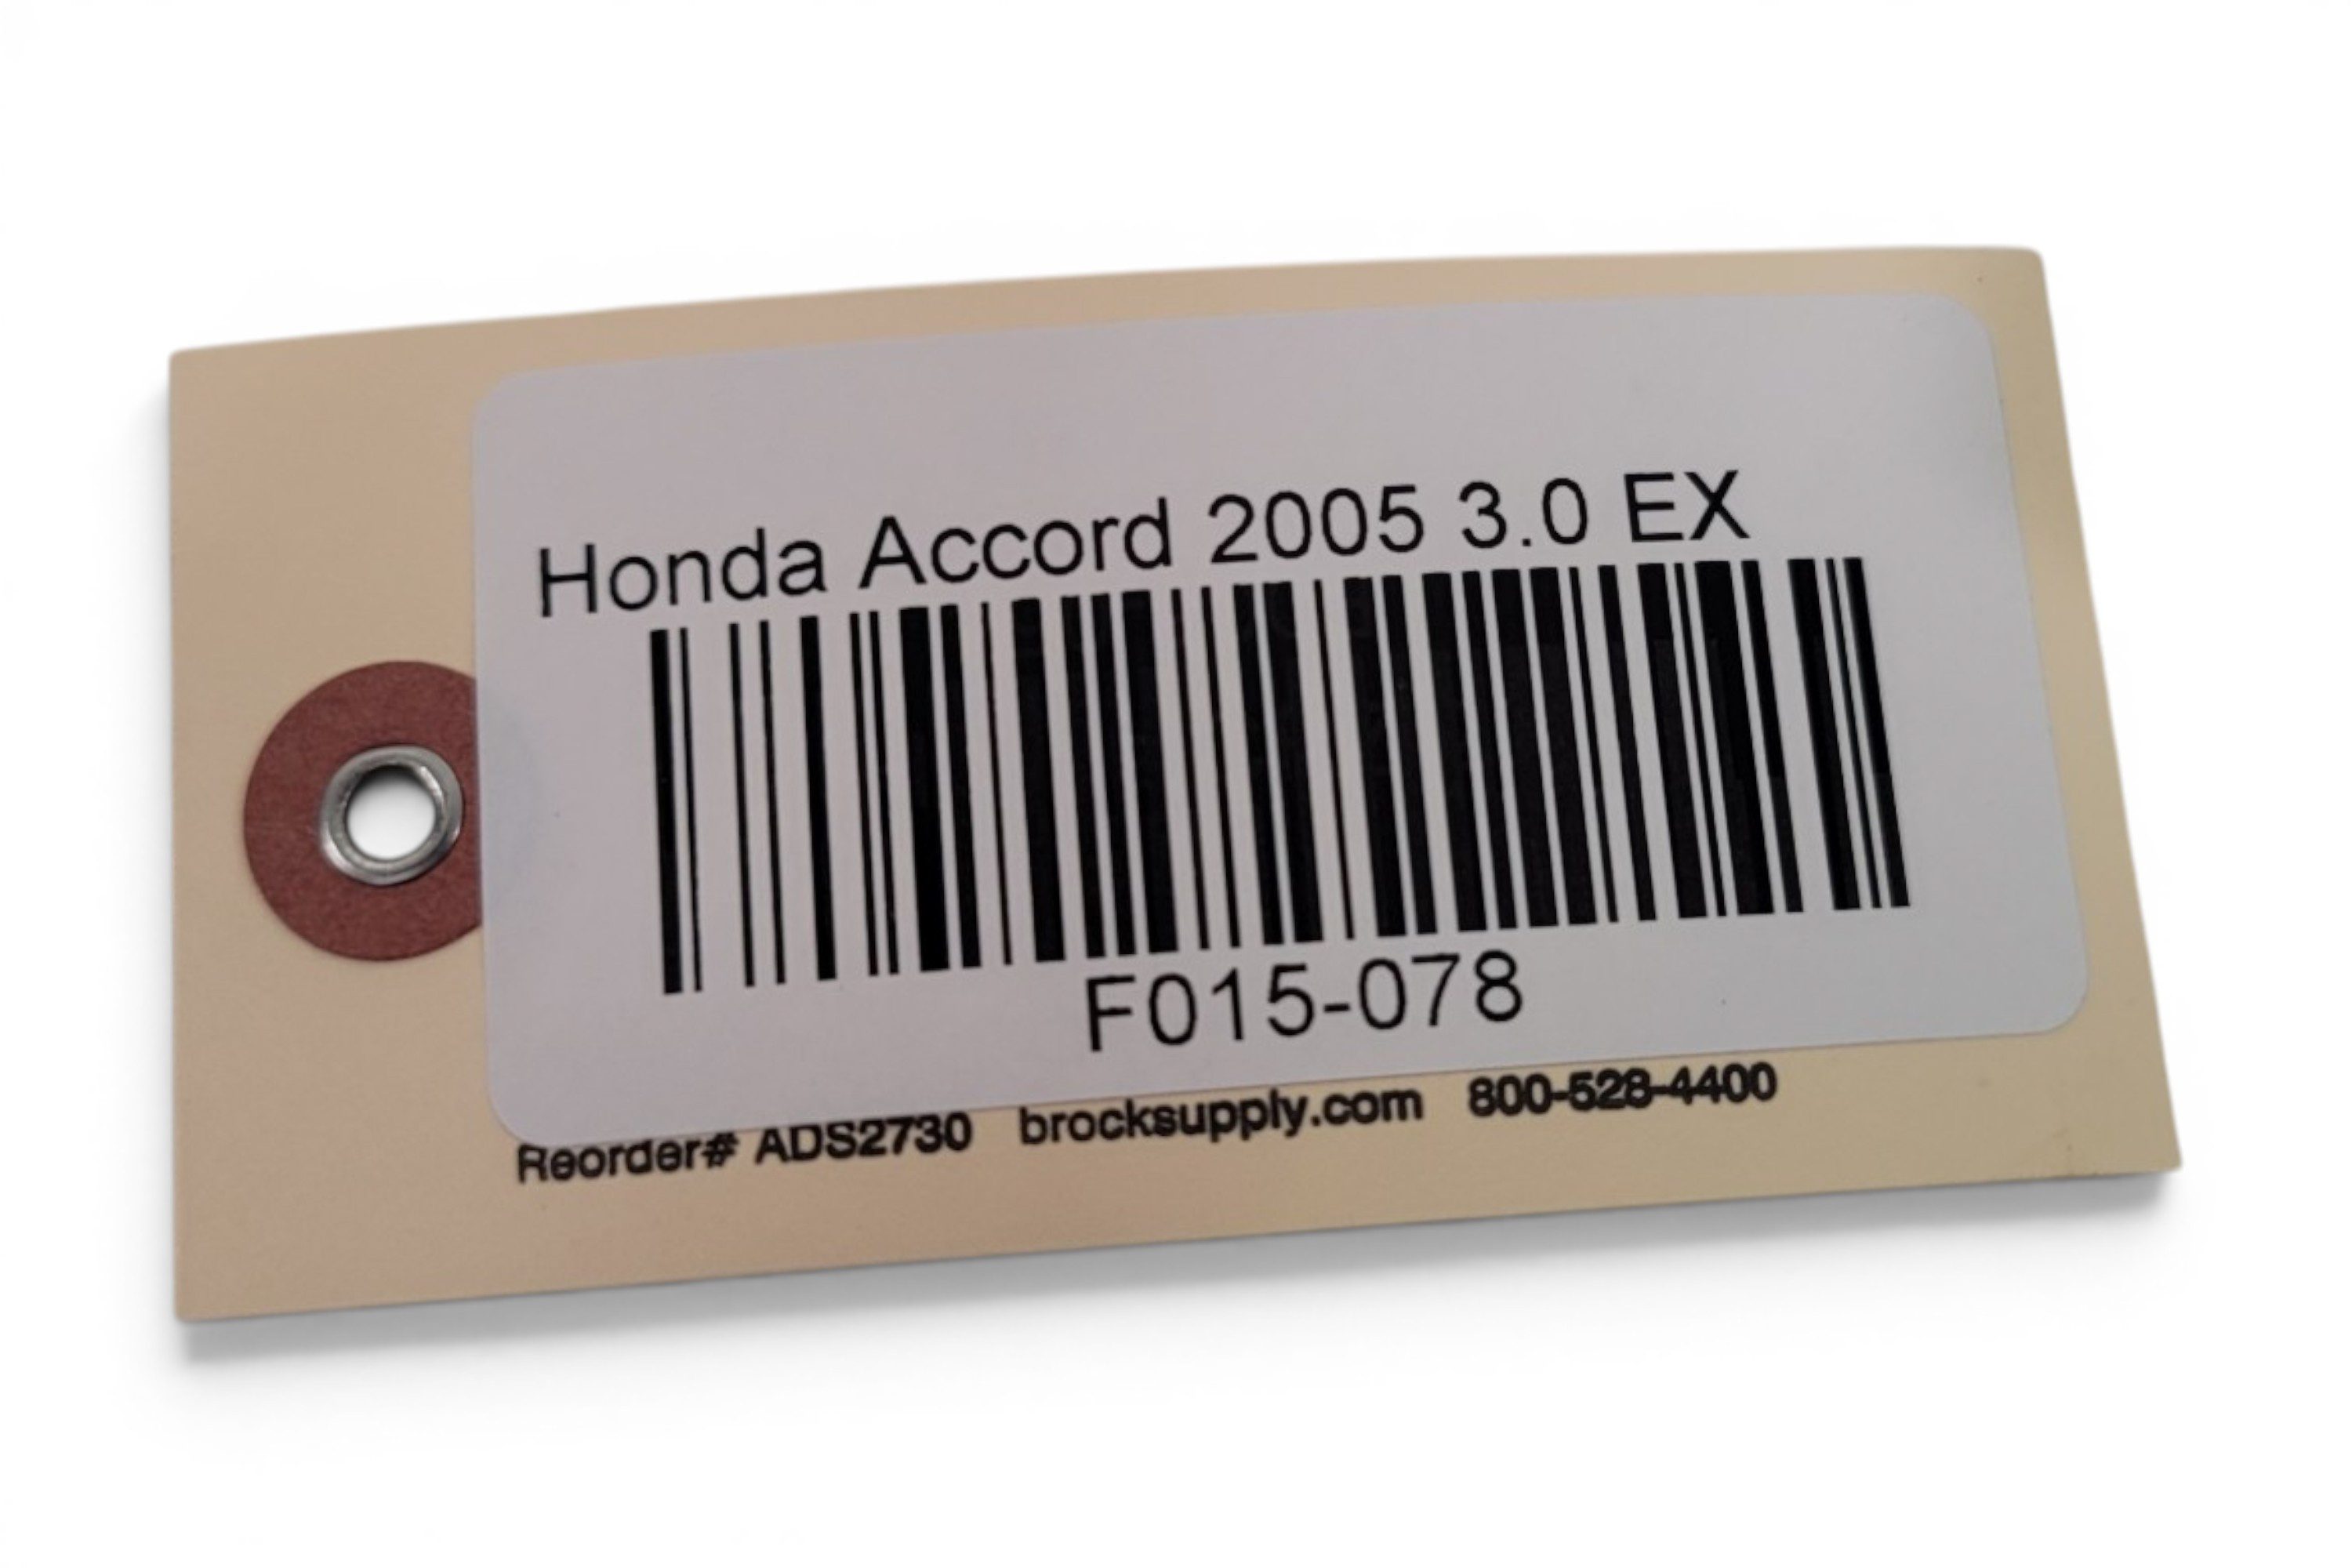 Honda Accord 2005 3.0 EX
F015-078
Reorder# ADS2730 brocksupply.com 800-528-4400